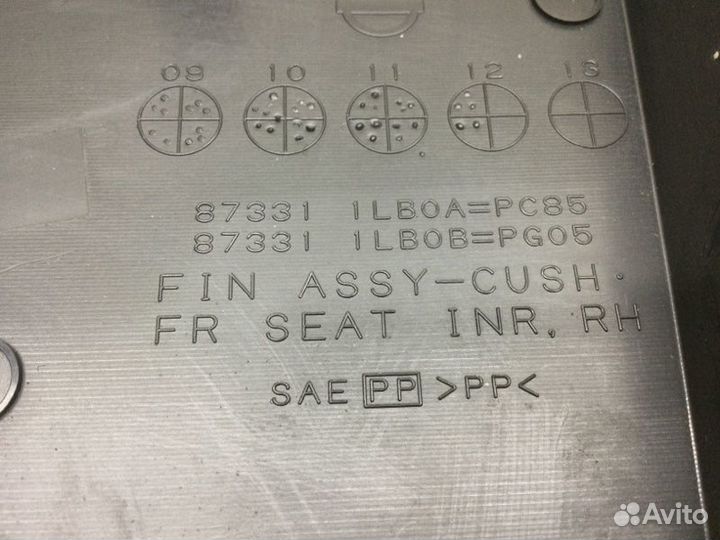 09 10 11 12 13
87331 1LB0A=PC85
87331 1LB0B=PG05
FIN ASSY-CUSH.
FR SEAT INR, RH
SAE PP >PP<
Avito